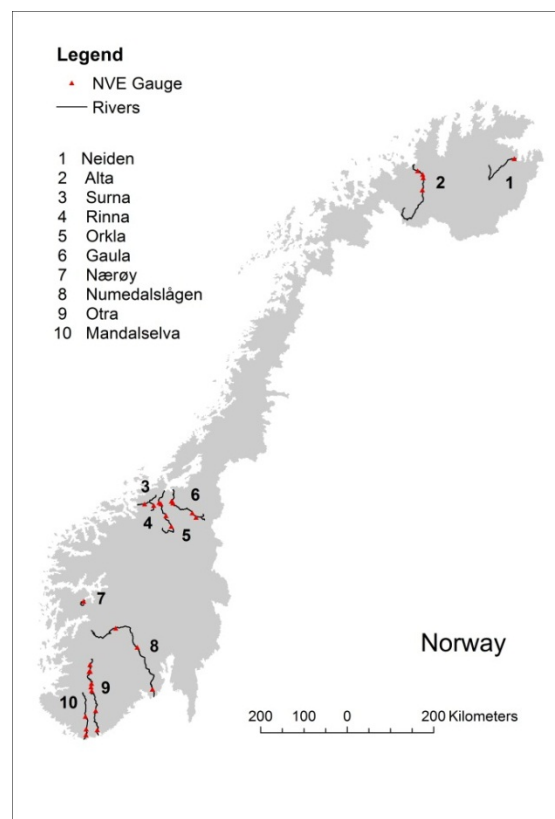 Legend
NVE Gauge
Rivers
1 Neiden
2 Alta
3 Surna
4 Rinna
5 Orkla
6 Gaula
7 Nærøy
8 Numedalslågen
9 Otra
10 Mandalselva
2
1
3
6
4
5
7
8
Norway
10
9
200 100 0 200 Kilometers